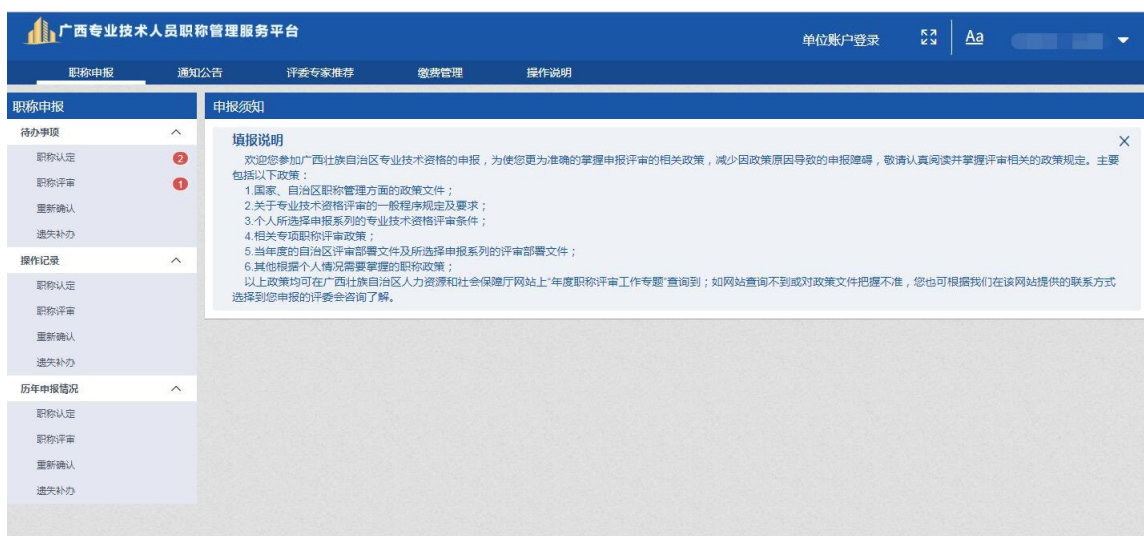 广西专业技术人员职称管理服务平台
单位账户登录
Aa
职称申报 通知公告 评委专家推荐 缴费管理 操作说明
职称申报
待办事项
职称认定 2
职称评审 1
重新确认
遗失补办
操作记录
职称认定
职称评审
重新确认
遗失补办
历年申报情况
职称认定
职称评审
重新确认
遗失补办
申报须知
填报说明
欢迎您参加广西壮族自治区专业技术资格的申报，为使您更为准确的掌握申报评审的相关政策，减少因政策原因导致的申报障碍，敬请认真阅读并掌握评审相关的政策规定。主要
包括以下政策：
1.国家、自治区职称管理方面的政策文件；
2.关于专业技术资格评审的一般程序规定及要求；
3.个人所选择申报系列的专业技术资格评审条件；
4.相关专项职称评审政策；
5.当年度的自治区评审部署文件及所选择申报系列的评审部署文件；
6.其他根据个人情况需要掌握的职称政策；
以上政策均可在广西壮族自治区人力资源和社会保障厅网站上“年度职称评审工作专题”查询到；如网站查询不到或对政策文件把握不准，您也可根据我们在该网站提供的联系方式
选择到您申报的评委会咨询了解。